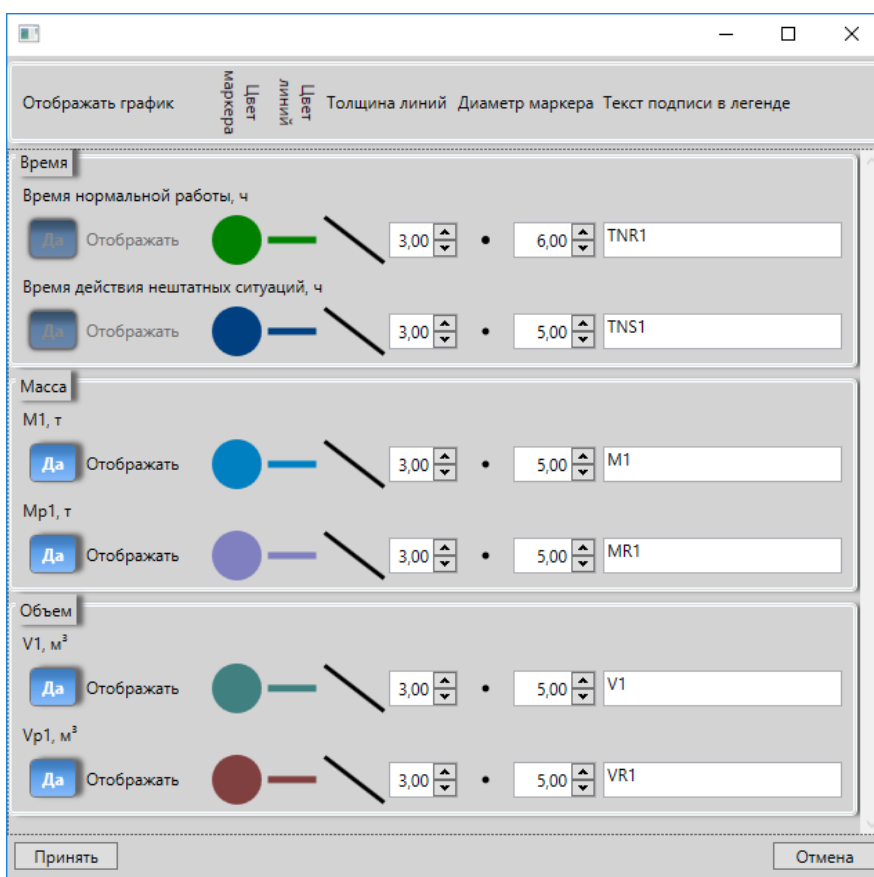 Отображать график
Цвет маркера
Цвет линий
Толщина линий
Диаметр маркера
Текст подписи в легенде
Время
Время нормальной работы, ч
Да Отображать 3,00 6,00 TNR1
Время действия нештатных ситуаций, ч
Да Отображать 3,00 5,00 TNS1
Масса
М1, т
Да Отображать 3,00 5,00 M1
Мр1, т
Да Отображать 3,00 5,00 MR1
Объем
V1, м³
Да Отображать 3,00 5,00 V1
Vp1, м³
Да Отображать 3,00 5,00 VR1
Принять
Отмена